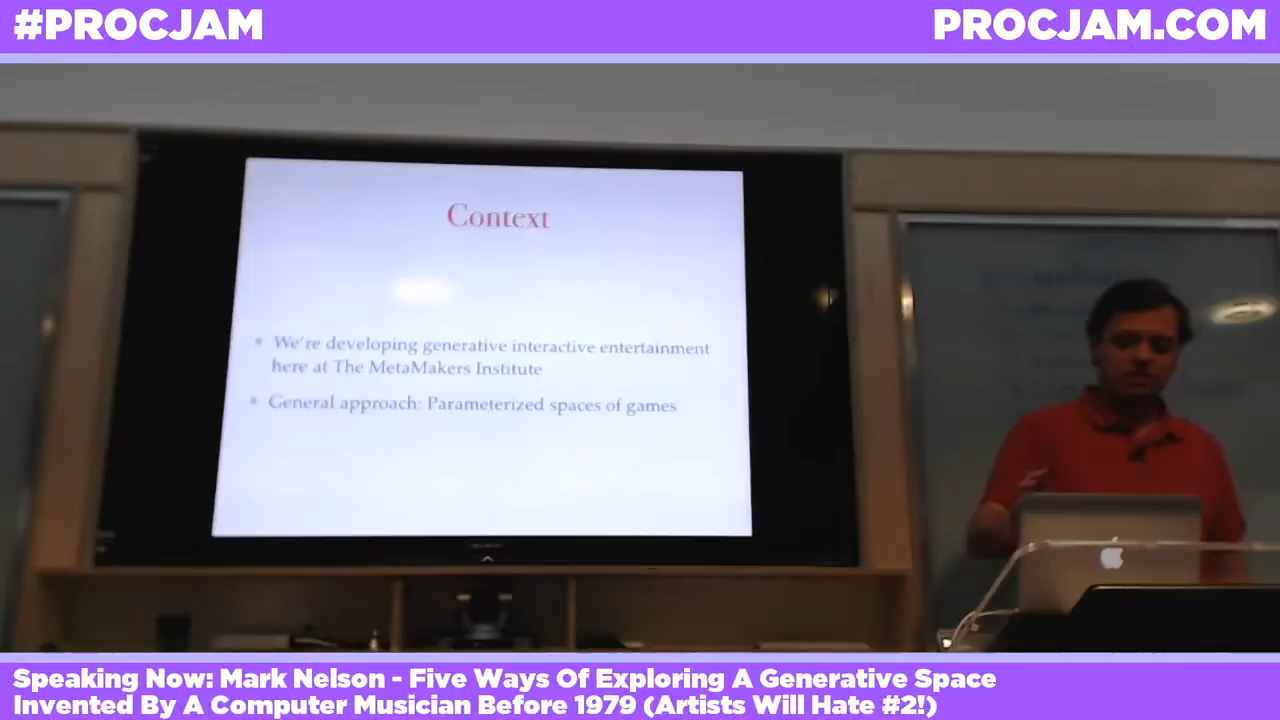 #PROCJAM
PROCJAM.COM
Context
* We're developing generative interactive entertainment
here at The MetaMakers Institute
* General approach: Parameterized spaces of games
Speaking Now: Mark Nelson - Five Ways Of Exploring A Generative Space
Invented By A Computer Musician Before 1979 (Artists Will Hate #2!)